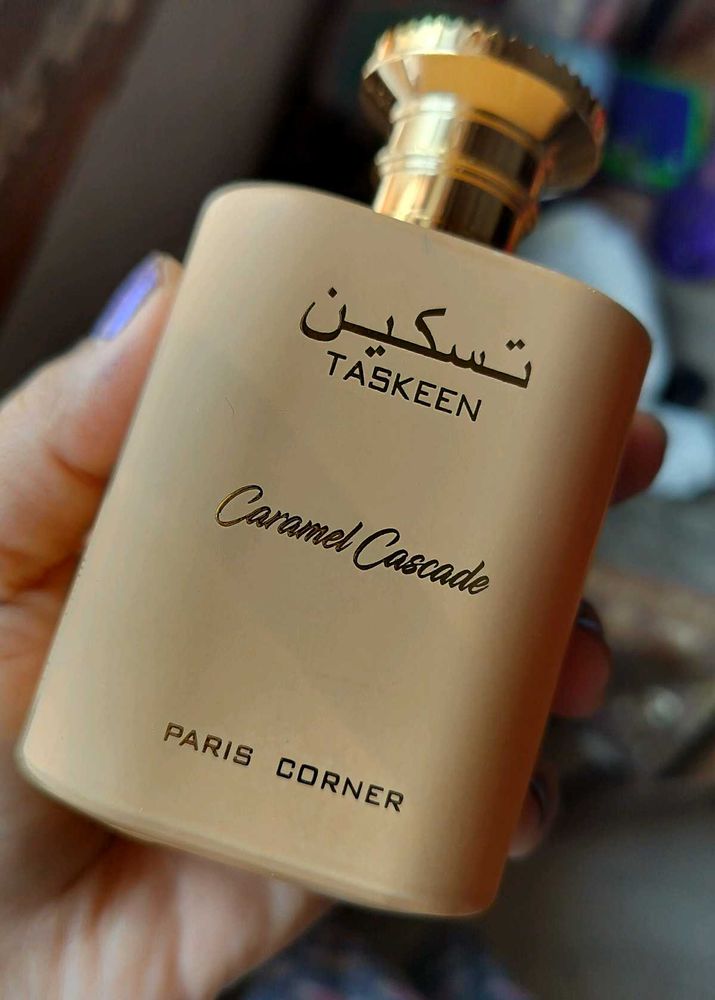 تسكين
TASKEEN
Caramel Cascade
PARIS CORNER